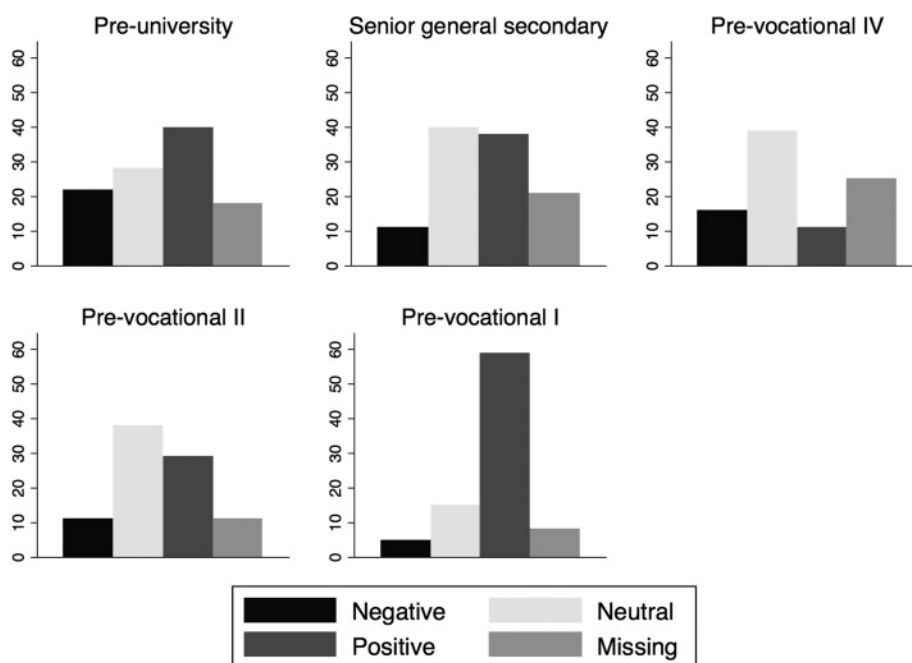 Pre-university
0 10 20 30 40 50 60
Senior general secondary
0 10 20 30 40 50 60
Pre-vocational IV
0 10 20 30 40 50 60
Pre-vocational II
0 10 20 30 40 50 60
Pre-vocational I
0 10 20 30 40 50 60
Negative Neutral
Positive Missing